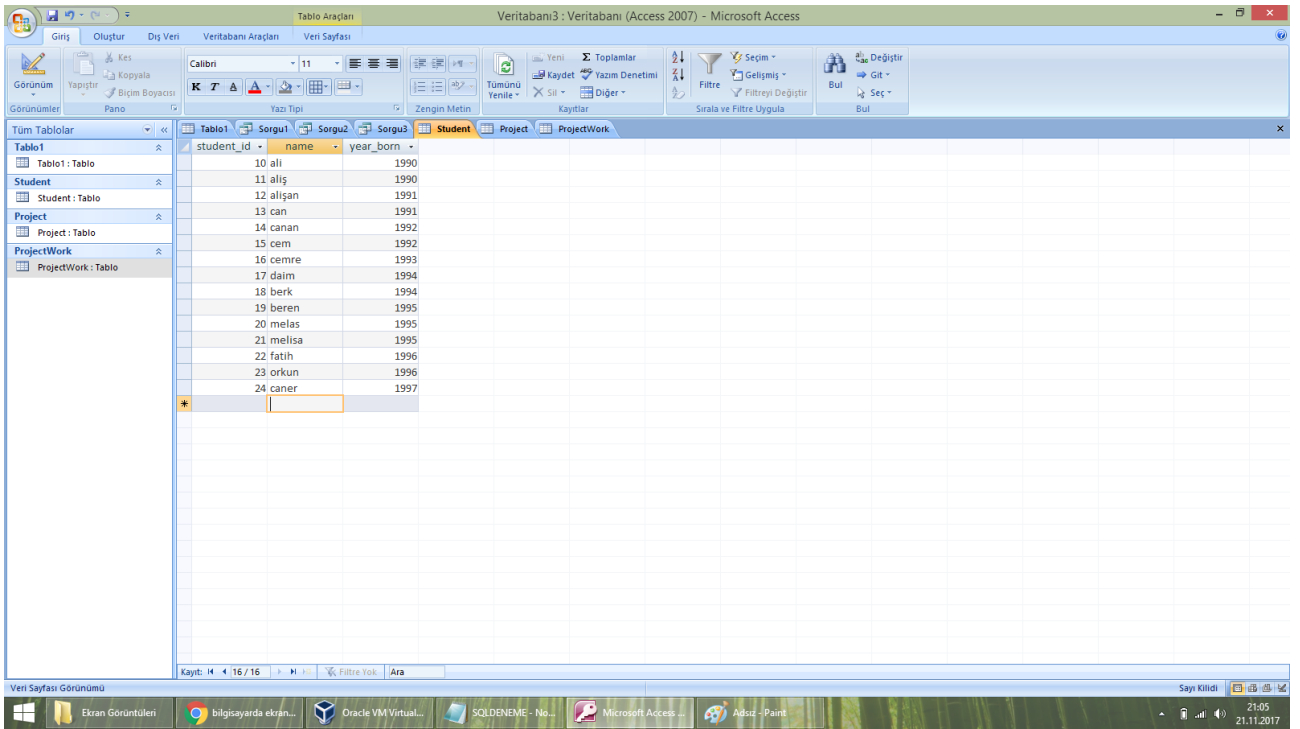 Tablo Araçları
Veritabanı3 : Veritabanı (Access 2007) - Microsoft Access
Giriş Oluştur Dış Veri Veritabanı Araçları Veri Sayfası
Görünüm
Görünümler
Yapıştır
Kes
Kopyala
Biçim Boyacısı
Pano
Calibri 11
K T A A
Yazı Tipi
Zengin Metin
Tümünü Yenile
Yeni
Kaydet
Sil
Σ Toplamlar
Yazım Denetimi
Diğer
Kayıtlar
Filtre
Seçim
Gelişmiş
Filtreyi Değiştir
Sırala ve Filtre Uygula
Bul
Değiştir
Git
Seç
Bul
Tüm Tablolar
Tablo1
Tablo1 : Tablo
Student
Student : Tablo
Project
Project : Tablo
ProjectWork
ProjectWork : Tablo
Tablo1 Sorgu1 Sorgu2 Sorgu3 Student Project ProjectWork
student_id name year_born
10 ali 1990
11 aliş 1990
12 alişan 1991
13 can 1991
14 canan 1992
15 cem 1992
16 cemre 1993
17 daim 1994
18 berk 1994
19 beren 1995
20 melas 1995
21 melisa 1995
22 fatih 1996
23 orkun 1996
24 caner 1997
Kayıt: 16 / 16 Filtre Yok Ara
Veri Sayfası Görünümü
Sayı Kilidi
Ekran Görüntüleri
bilgisayarda ekran...
Oracle VM Virtual...
SQLDENEME - No...
Microsoft Access ...
Adsız - Paint
21:05
21.11.2017